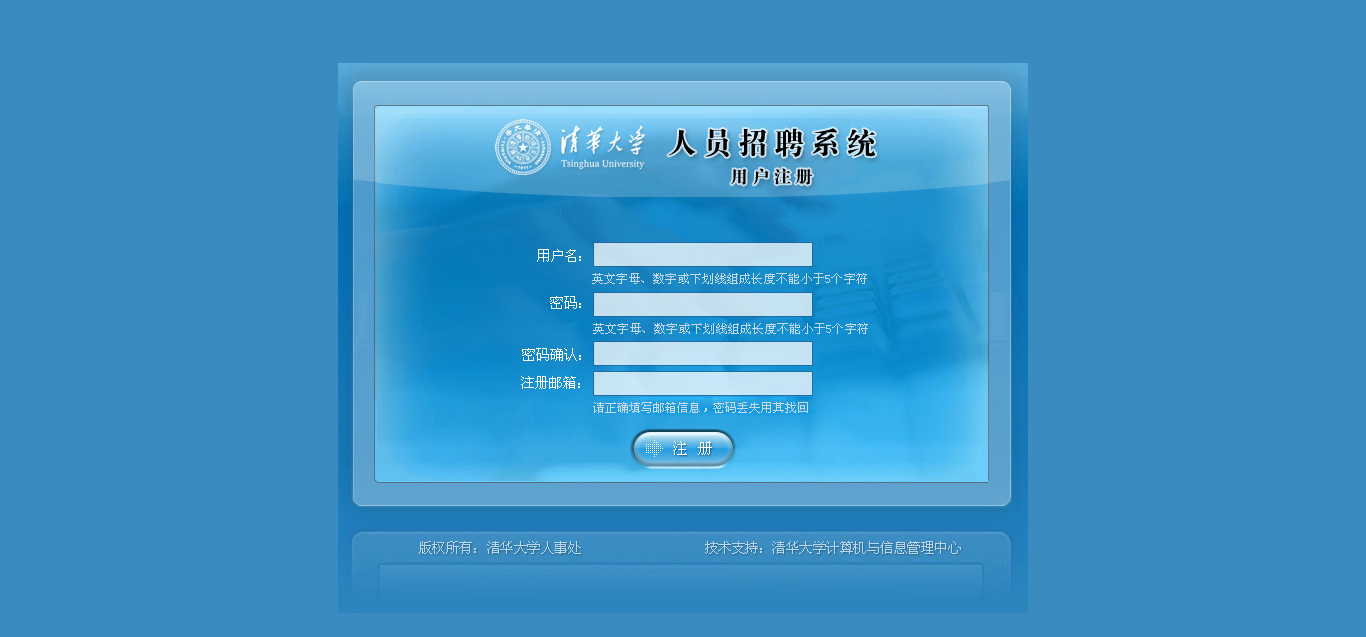 清华大学
Tsinghua University
人员招聘系统
用户注册
用户名：
英文字母、数字或下划线组成长度不能小于5个字符
密码：
英文字母、数字或下划线组成长度不能小于5个字符
密码确认：
注册邮箱：
请正确填写邮箱信息，密码丢失用其找回
注 册
版权所有：清华大学人事处
技术支持：清华大学计算机与信息管理中心